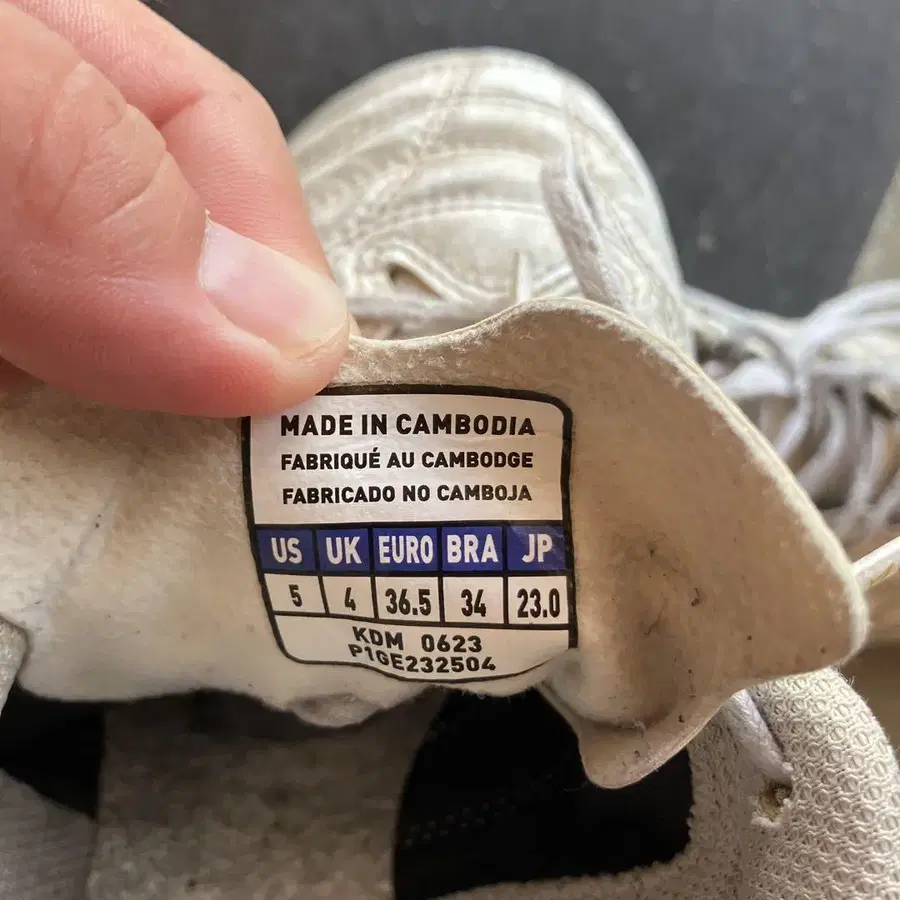 MADE IN CAMBODIA
FABRIQUÉ AU CAMBODGE
FABRICADO NO CAMBOJA
US UK EURO BRA JP
5 4 36.5 34 23.0
KDM 0623
P1GE232504